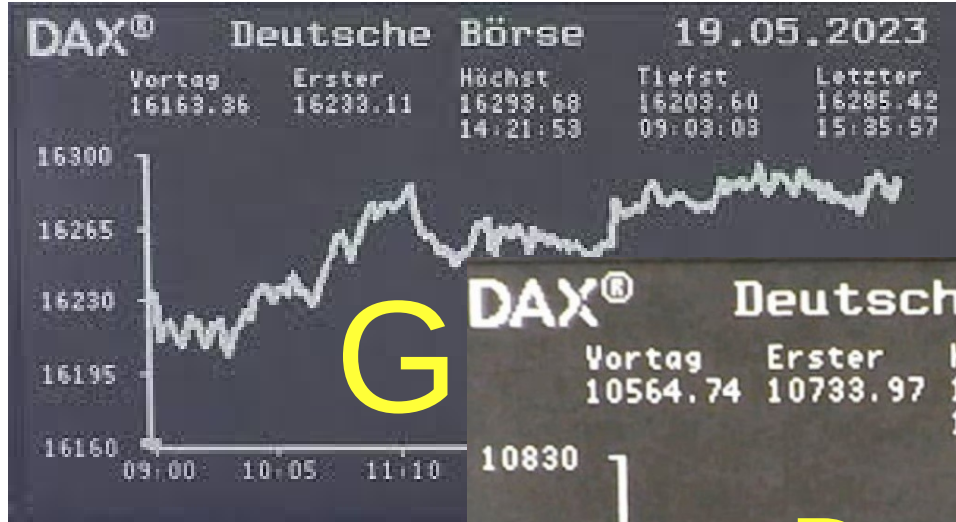 DAX® Deutsche Börse 19.05.2023
Vortag Erster Höchst Tiefst Letzter
16163.36 16233.11 16293.68 16203.60 16285.42
14:21:53 09:03:03 15:35:57
16300
16265
16230
16195
16160
09:00 10:05 11:10
G
DAX® Deutsch
Vortag Erster
10564.74 10733.97
10830